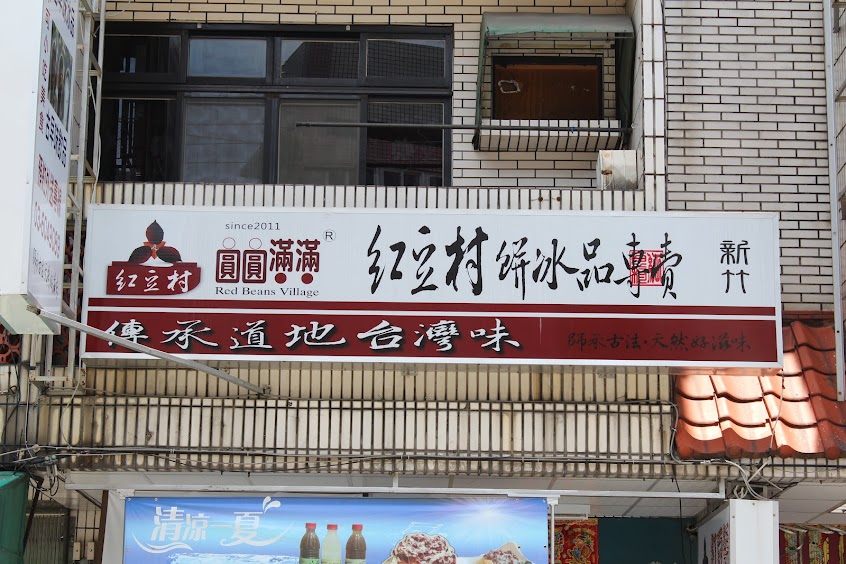 since2011
圓圓滿滿 ®
Red Beans Village
紅豆村
紅豆村餅冰品專賣
新竹
傳承道地台灣味
師承古法·天然好滋味
清涼一夏